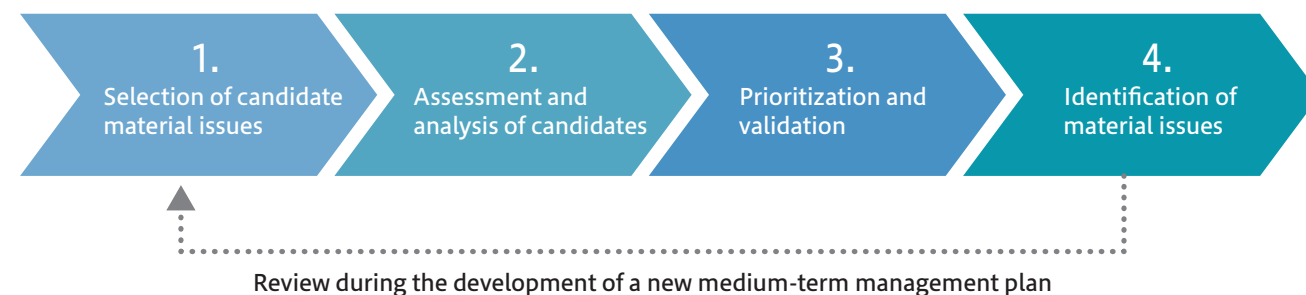 1.
Selection of candidate
material issues
2.
Assessment and
analysis of candidates
3.
Prioritization and
validation
4.
Identification of
material issues
Review during the development of a new medium-term management plan